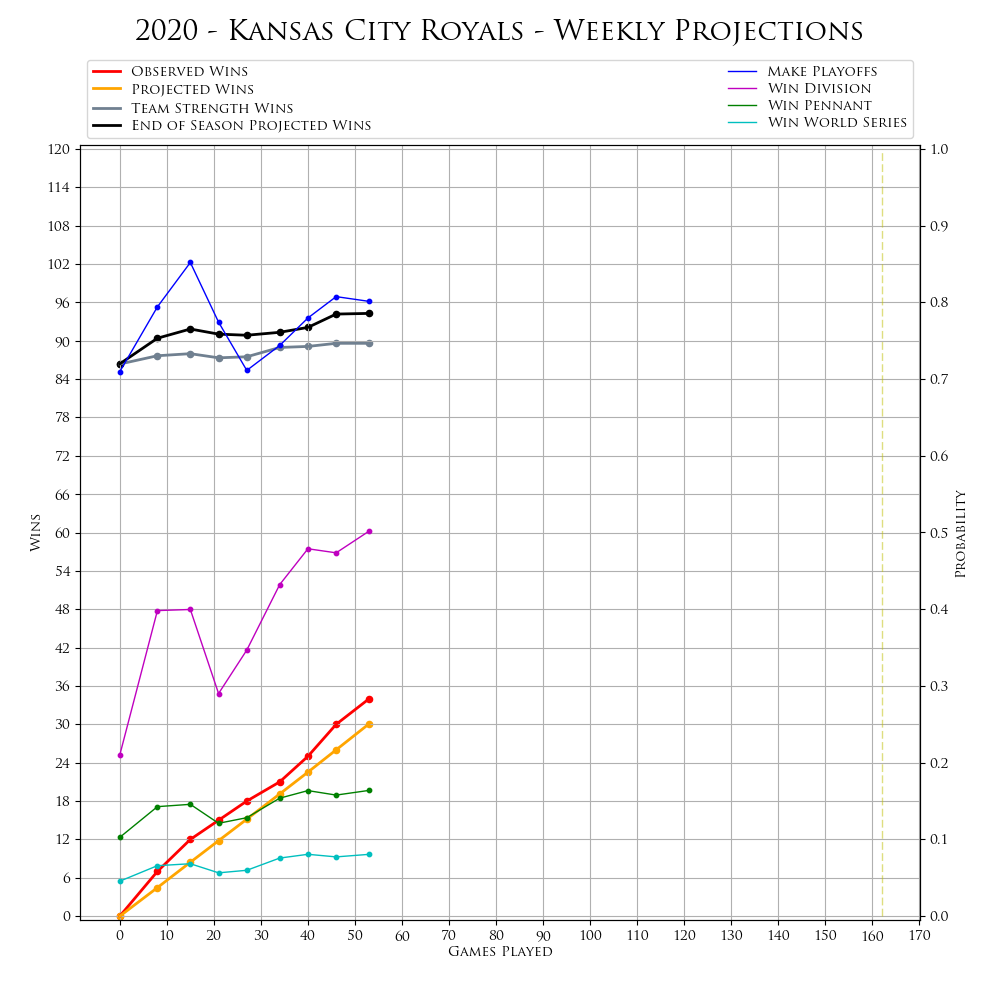 2020 - Kansas City Royals - Weekly Projections
Observed Wins
Projected Wins
Team Strength Wins
End of Season Projected Wins
Make Playoffs
Win Division
Win Pennant
Win World Series
120
114
108
102
96
90
84
78
72
66
60
54
48
42
36
30
24
18
12
6
0
Wins
1.0
0.9
0.8
0.7
0.6
0.5
0.4
0.3
0.2
0.1
0.0
Probability
0 10 20 30 40 50 60 70 80 90 100 110 120 130 140 150 160 170
Games Played